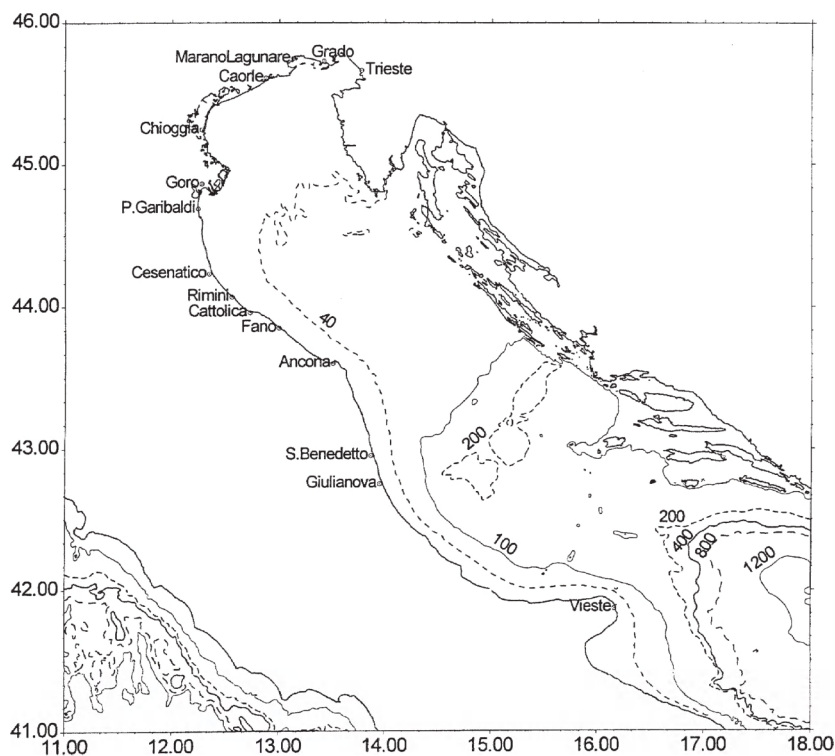 46.00
MaranoLagunare
Grado
Trieste
Caorle
Chioggia
45.00
Goro
P.Garibaldi
Cesenatico
44.00
Rimini
Cattolica
Fano
40
Ancona
43.00
S.Benedetto
200
Giulianova
200
100
400
800
1200
42.00
Vieste
41.00
11.00 12.00 13.00 14.00 15.00 16.00 17.00 18.00